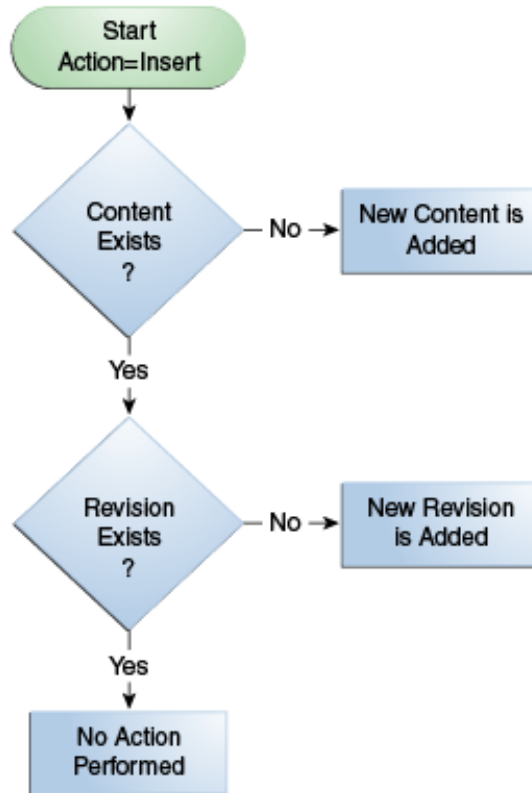 Start
Action=Insert
Content
Exists
?
No
New Content is
Added
Yes
Revision
Exists
?
No
New Revision
is Added
Yes
No Action
Performed